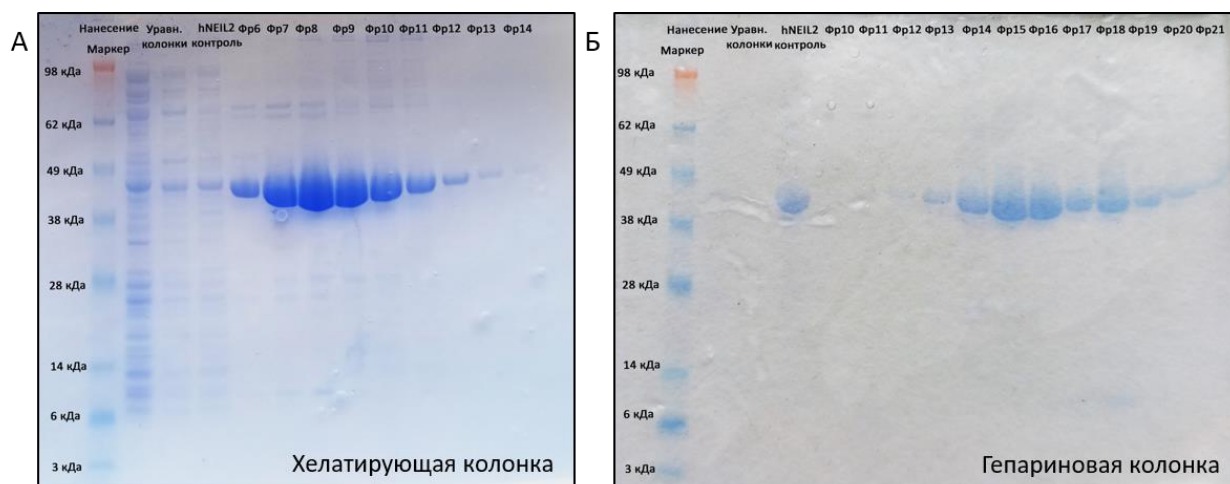 А
Нанесение Уравн. hNEIL2 Фр6 Фр7 Фр8 Фр9 Фр10 Фр11 Фр12 Фр13 Фр14
Маркер колонки контроль
98 кДа
62 кДа
49 кДа
38 кДа
28 кДа
14 кДа
6 кДа
3 кДа
Хелатирующая колонка
Б
Нанесение Уравн. hNEIL2 Фр10 Фр11 Фр12 Фр13 Фр14 Фр15 Фр16 Фр17 Фр18 Фр19 Фр20 Фр21
Маркер колонки контроль
98 кДа
62 кДа
49 кДа
38 кДа
28 кДа
14 кДа
6 кДа
3 кДа
Гепариновая колонка